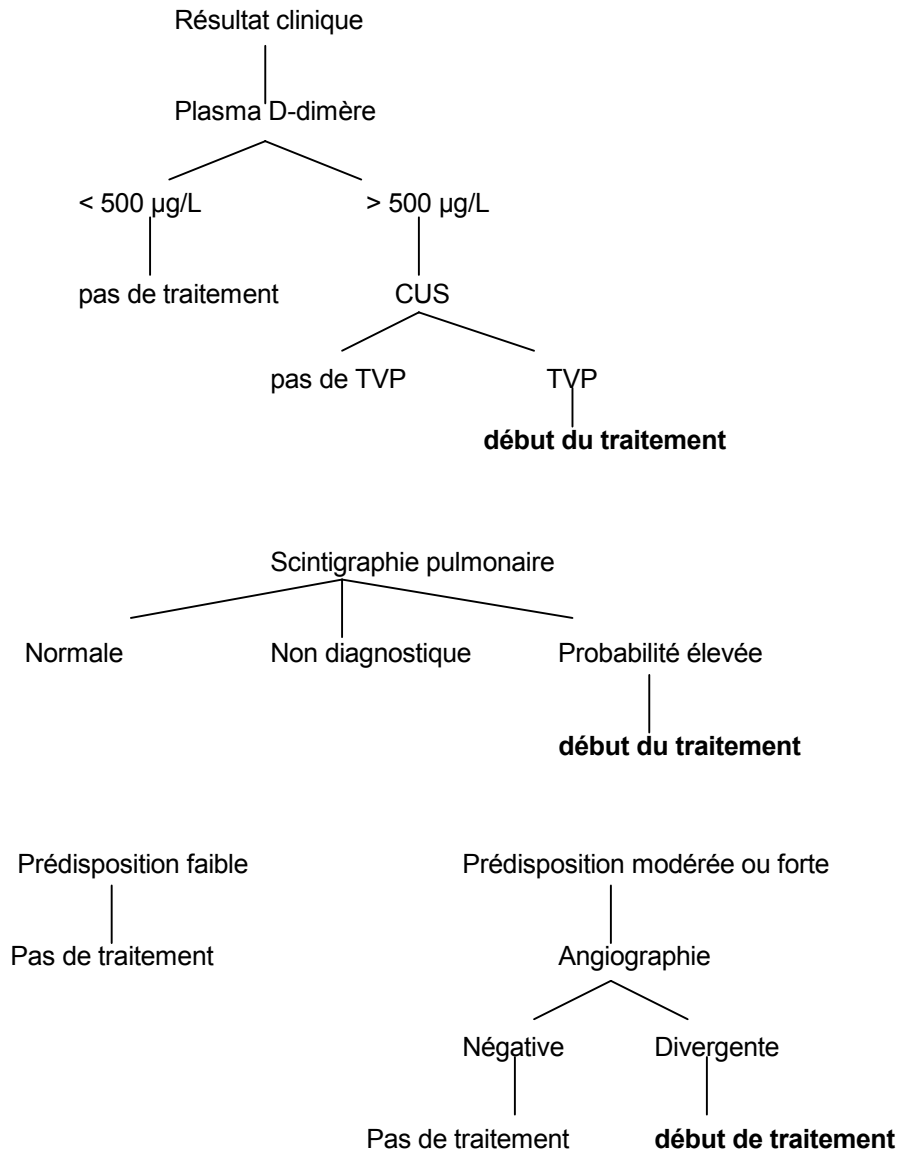 Résultat clinique
Plasma D-dimère
< 500 µg/L > 500 µg/L
pas de traitement CUS
pas de TVP TVP
début du traitement
Scintigraphie pulmonaire
Normale Non diagnostique Probabilité élevée
début du traitement
Prédisposition faible Prédisposition modérée ou forte
Pas de traitement Angiographie
Négative Divergente
Pas de traitement début de traitement